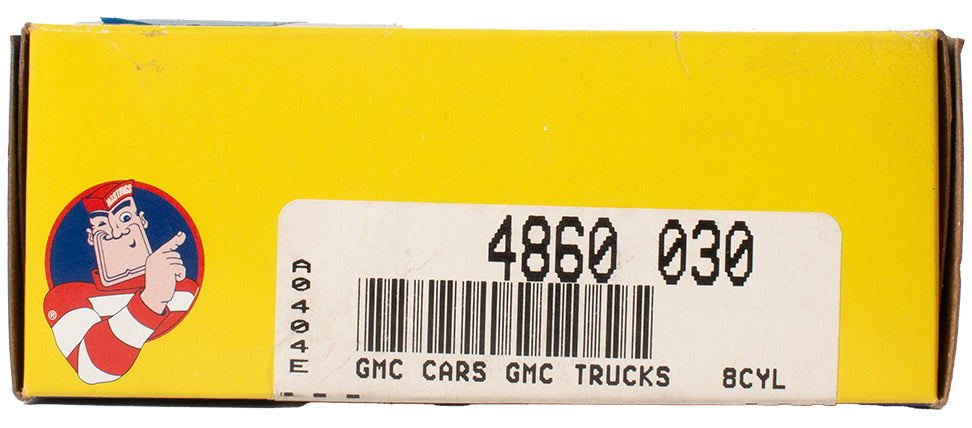 HASTINGS
®
4860 030
A0404E
GMC CARS GMC TRUCKS 8CYL